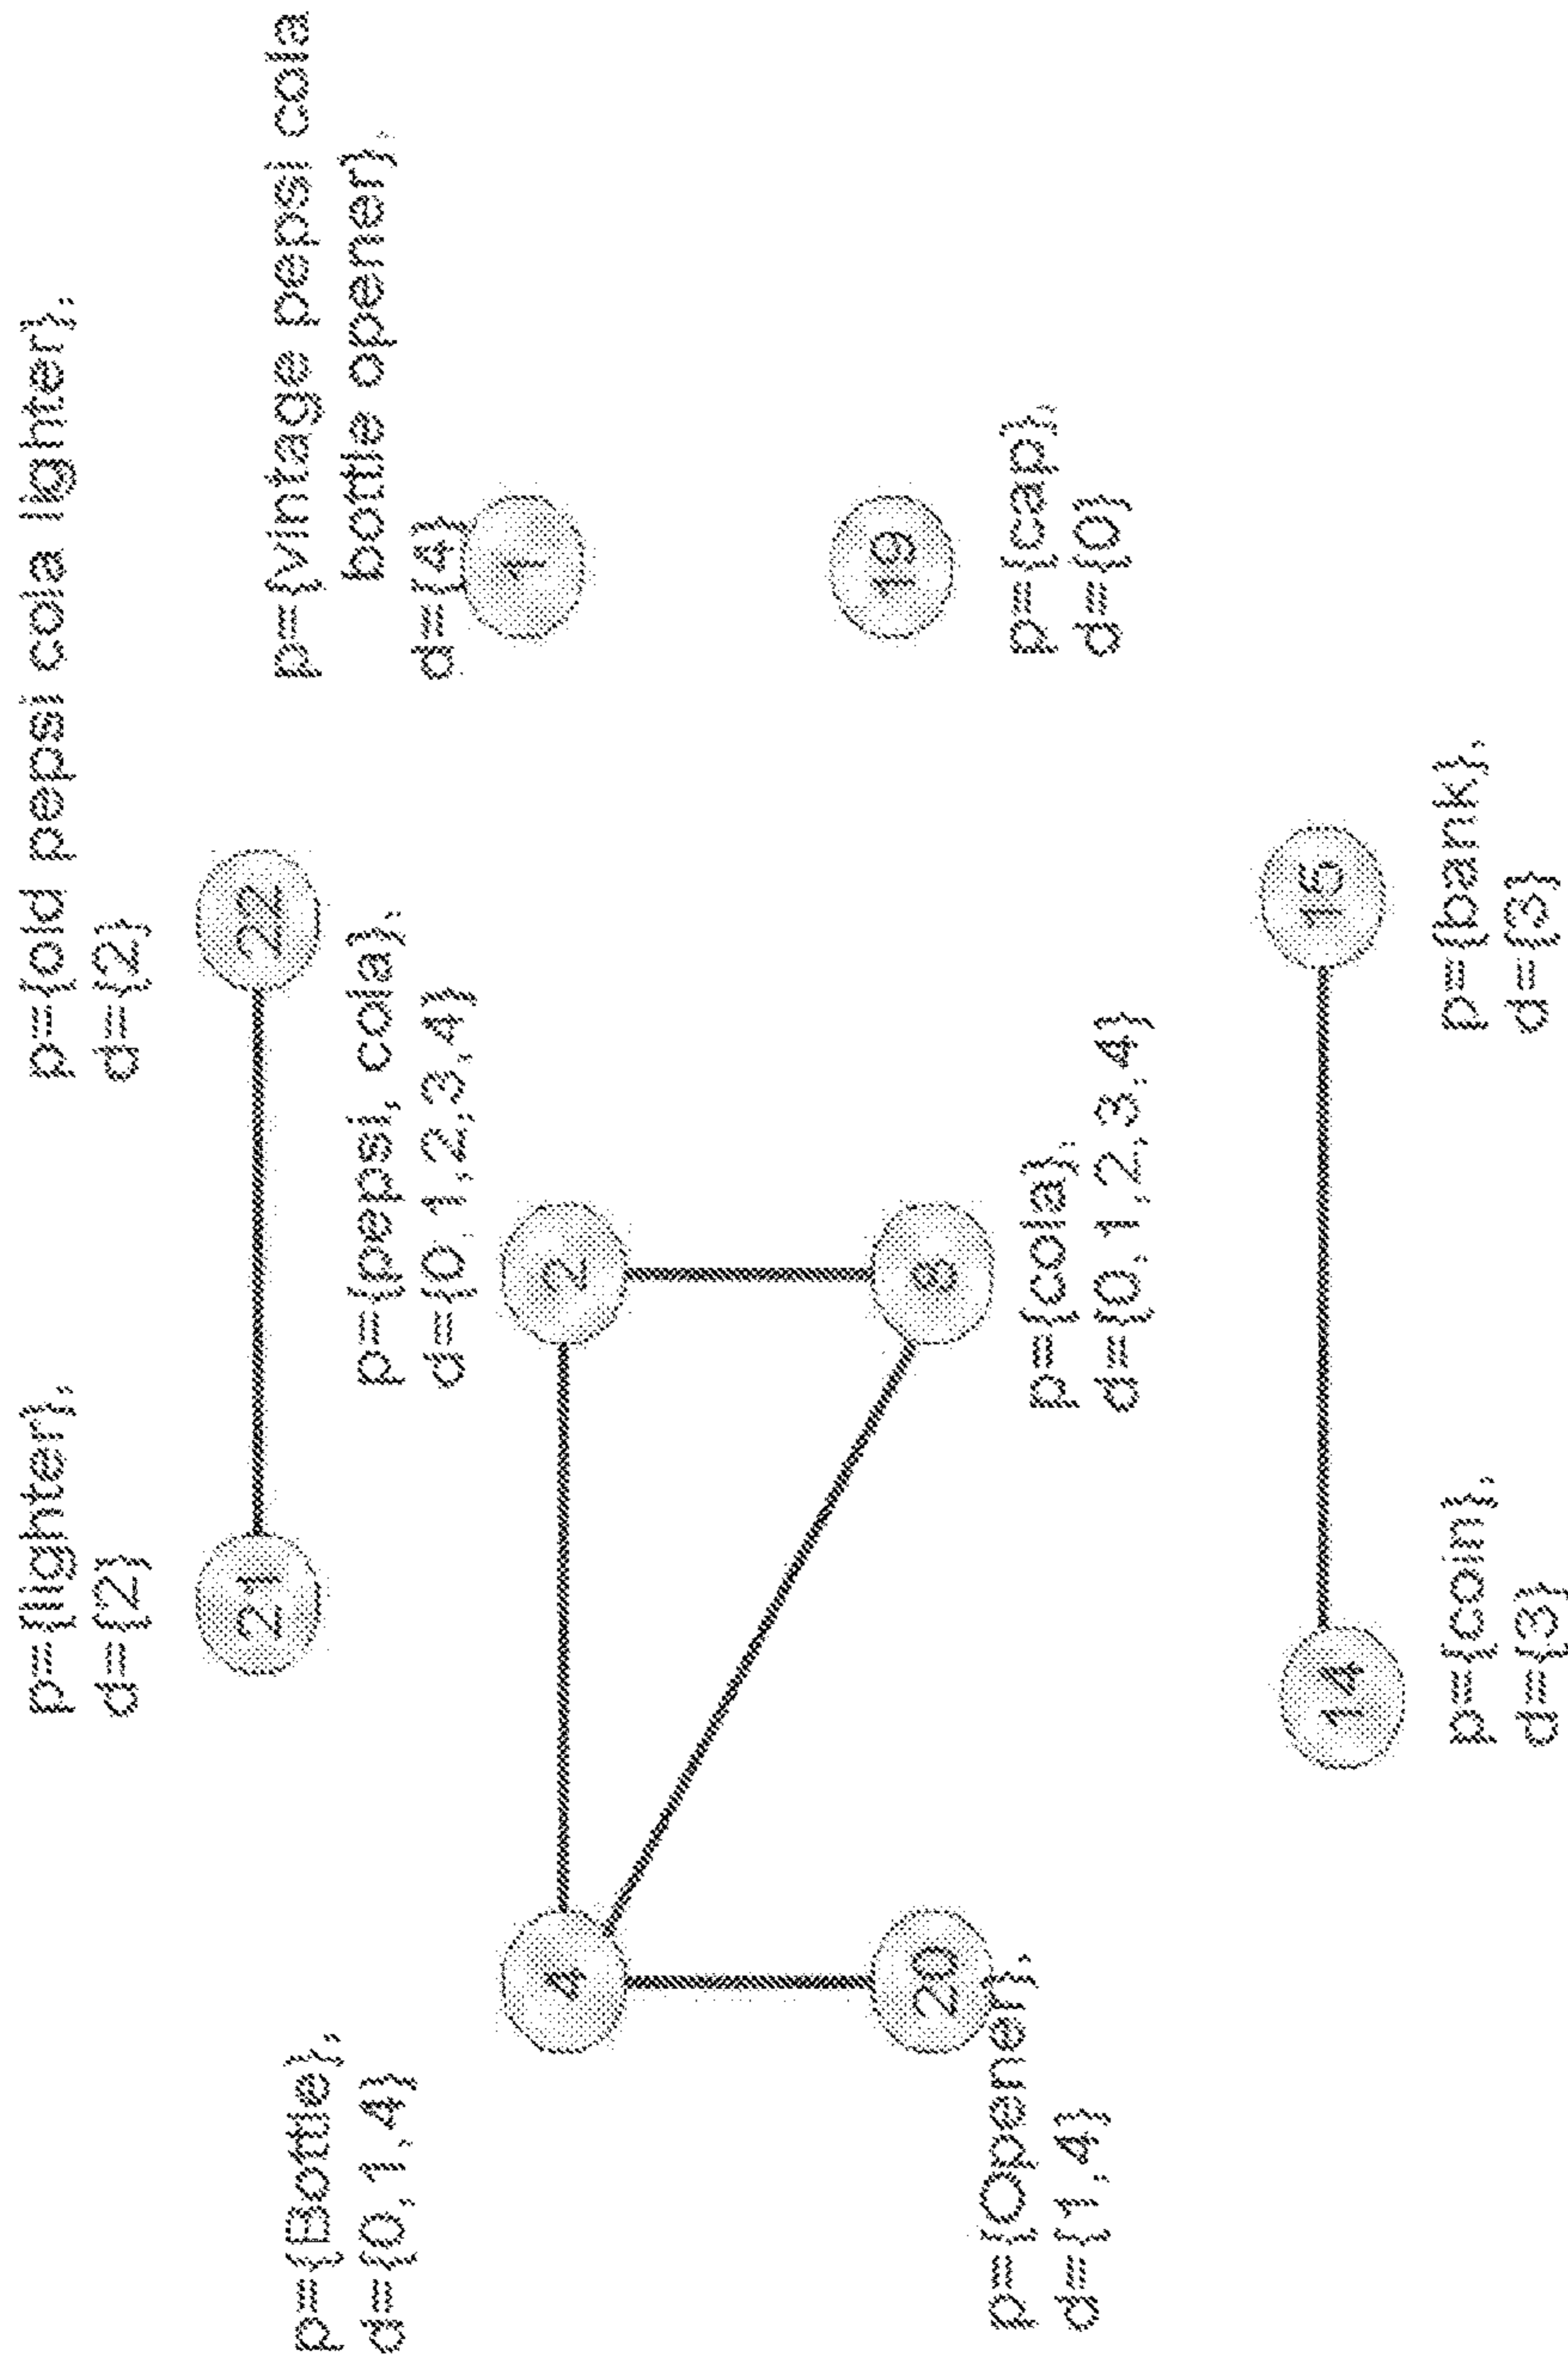 p={lighter},
d={2}
21
p={old pepsi cola lighter},
d={2}
22
p={Bottle},
d={0,1,4}
4
p={pepsi, cola},
d={0,1,2,3,4}
2
p={vintage pepsi cola
bottle opener},
d={4}
1
20
p={Opener},
d={1,4}
8
p={cola},
d={0,1,2,3,4}
19
p={cap},
d={0}
14
p={coin},
d={3}
15
p={bank},
d={3}